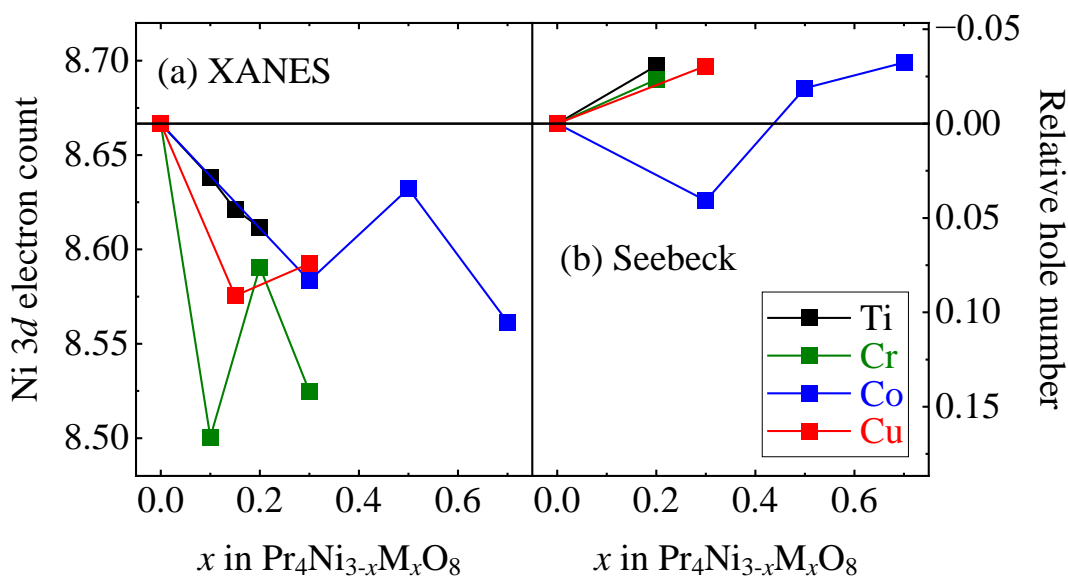 (a) XANES
(b) Seebeck
Ni 3d electron count
8.70
8.65
8.60
8.55
8.50
−0.05
0.00
0.05
0.10
0.15
Relative hole number
Ti
Cr
Co
Cu
0.0 0.2 0.4 0.6 0.0 0.2 0.4 0.6
x in Pr₄Ni₃₋ₓMₓO₈ x in Pr₄Ni₃₋ₓMₓO₈